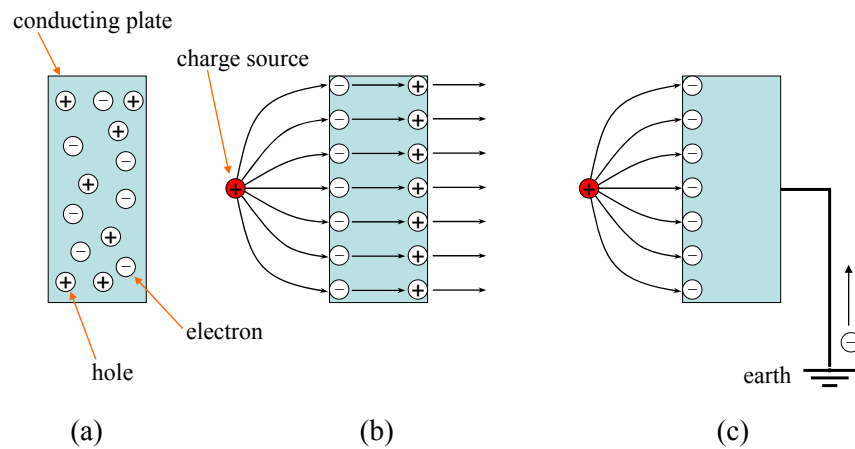 conducting plate
charge source
electron
hole
earth
(a)
(b)
(c)